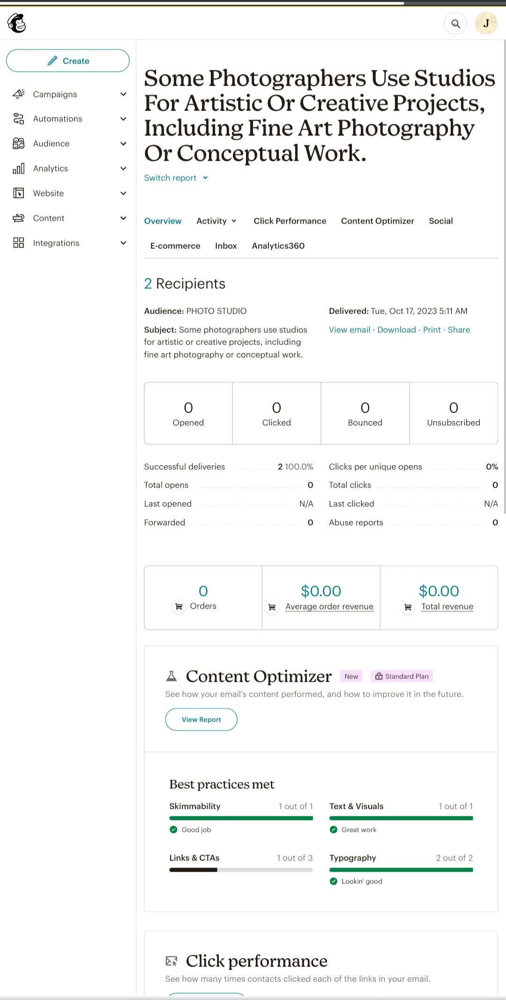 J
Create
Campaigns
Automations
Audience
Analytics
Website
Content
Integrations
Some Photographers Use Studios
For Artistic Or Creative Projects,
Including Fine Art Photography
Or Conceptual Work.
Switch report
Overview Activity Click Performance Content Optimizer Social
E-commerce Inbox Analytics360
2 Recipients
Audience: PHOTO STUDIO
Delivered: Tue, Oct 17, 2023 5:11 AM
Subject: Some photographers use studios
for artistic or creative projects, including
fine art photography or conceptual work.
View email · Download · Print · Share
0 0 0 0
Opened Clicked Bounced Unsubscribed
Successful deliveries 2 100.0% Clicks per unique opens 0%
Total opens 0 Total clicks 0
Last opened N/A Last clicked N/A
Forwarded 0 Abuse reports 0
0 $0.00 $0.00
Orders Average order revenue Total revenue
Content Optimizer New Standard Plan
See how your email's content performed, and how to improve it in the future.
View Report
Best practices met
Skimmability 1 out of 1 Text & Visuals 1 out of 1
Good job Great work
Links & CTAs 1 out of 3 Typography 2 out of 2
Lookin' good
Click performance
See how many times contacts clicked each of the links in your email.